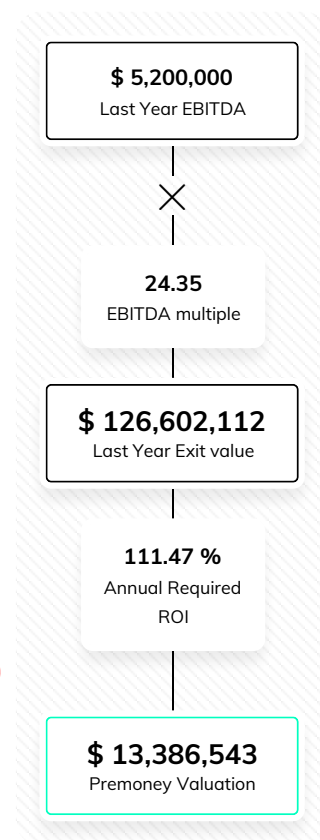 $ 5,200,000
Last Year EBITDA
24.35
EBITDA multiple
$ 126,602,112
Last Year Exit value
111.47 %
Annual Required
ROI
$ 13,386,543
Premoney Valuation